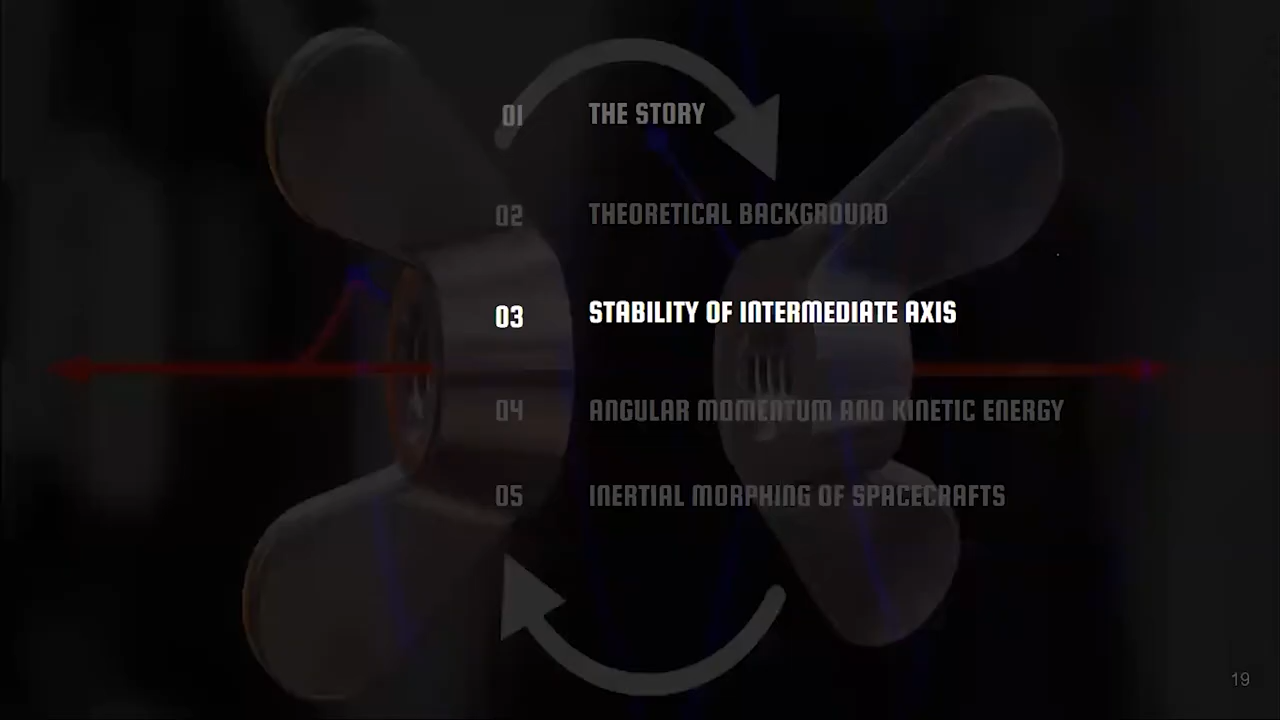 01 THE STORY
02 THEORETICAL BACKGROUND
03 STABILITY OF INTERMEDIATE AXIS
04 ANGULAR MOMENTUM AND KINETIC ENERGY
05 INERTIAL MORPHING OF SPACECRAFTS
19